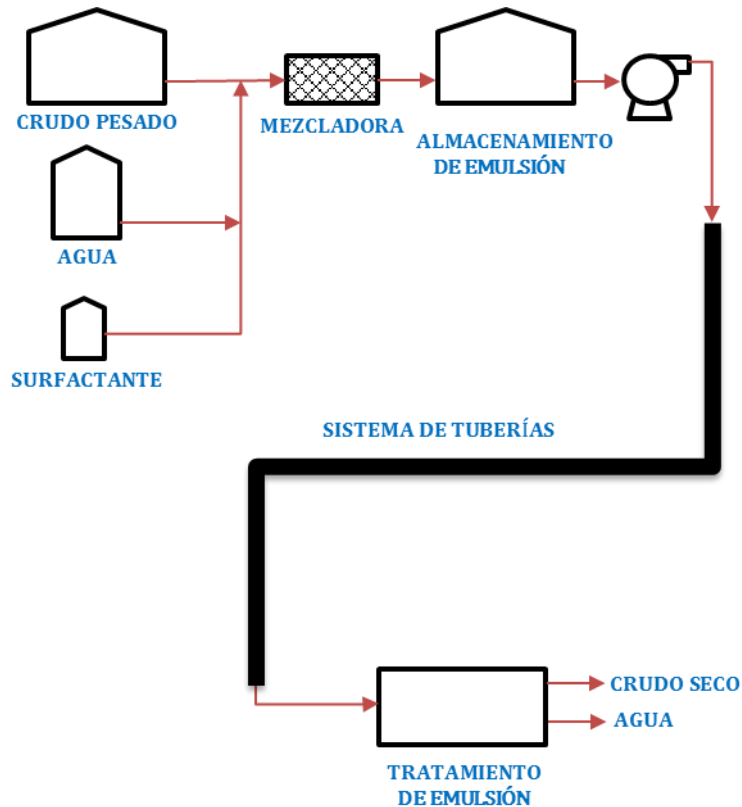 CRUDO PESADO
MEZCLADORA
ALMACENAMIENTO
DE EMULSIÓN
AGUA
SURFACTANTE
SISTEMA DE TUBERÍAS
CRUDO SECO
AGUA
TRATAMIENTO
DE EMULSIÓN